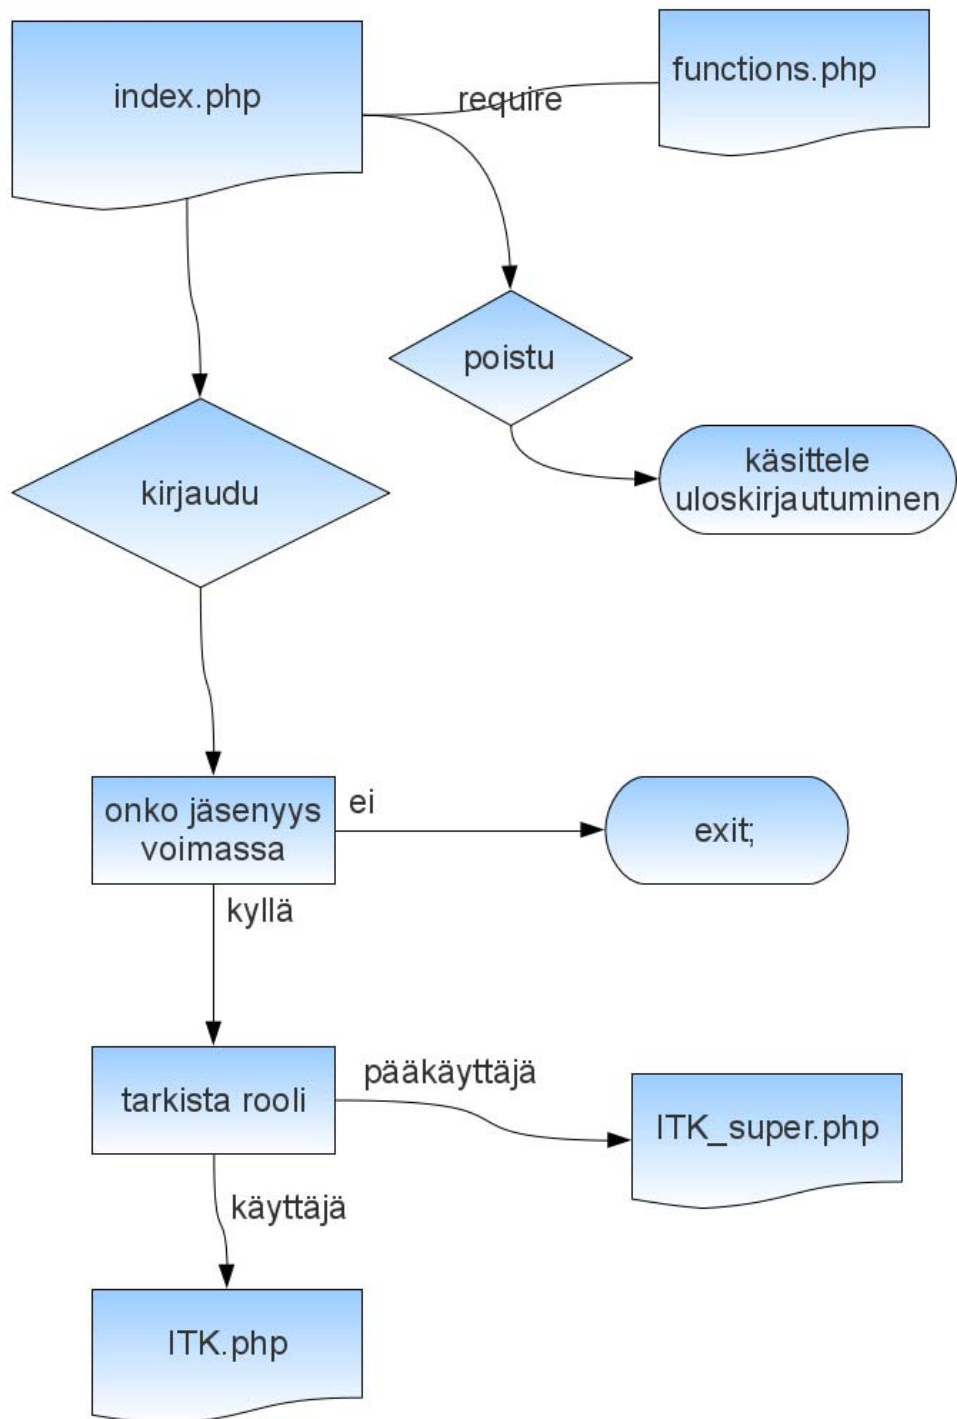 index.php
require
functions.php
poistu
käsittele
uloskirjautuminen
kirjaudu
onko jäsenyys
voimassa
ei
exit;
kyllä
tarkista rooli
pääkäyttäjä
ITK_super.php
käyttäjä
ITK.php